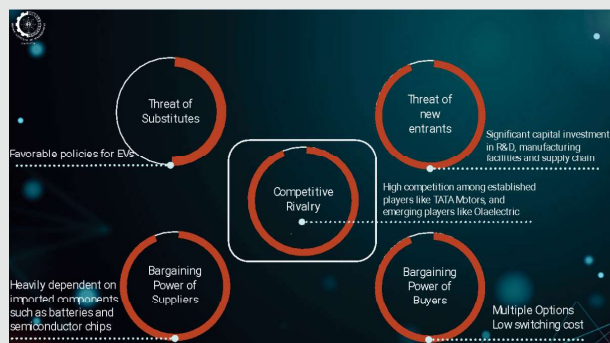 Threat of
Substitutes
Favorable policies for EVs
Threat of
new
entrants
Significant capital investment
in R&D, manufacturing
facilities and supply chain
Competitive
Rivalry
High competition among established
players like TATA Motors, and
emerging players like Olaelectric
Bargaining
Power of
Suppliers
Heavily dependent on
imported components
such as batteries and
semiconductor chips
Bargaining
Power of
Buyers
Multiple Options
Low switching cost